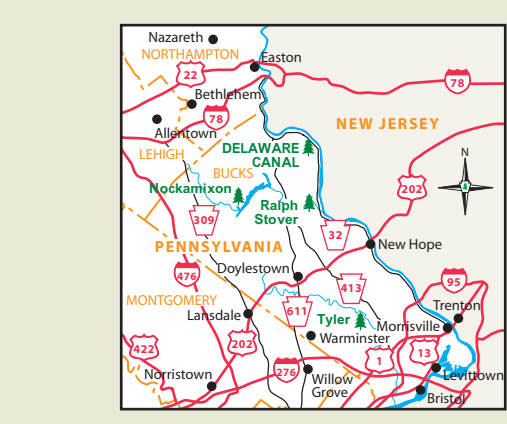 Nazareth
NORTHAMPTON
Easton
22
78
Bethlehem
78
Allentown
NEW JERSEY
DELAWARE
CANAL
LEHIGH
N
BUCKS
202
Nockamixon
Ralph
Stover
309
32
PENNSYLVANIA
New Hope
Doylestown
476
95
413
MONTGOMERY
611
Trenton
Lansdale
Tyler
Morrisville
202
Warminster
422
1
13
Norristown
276
Willow
Grove
Levittown
Bristol